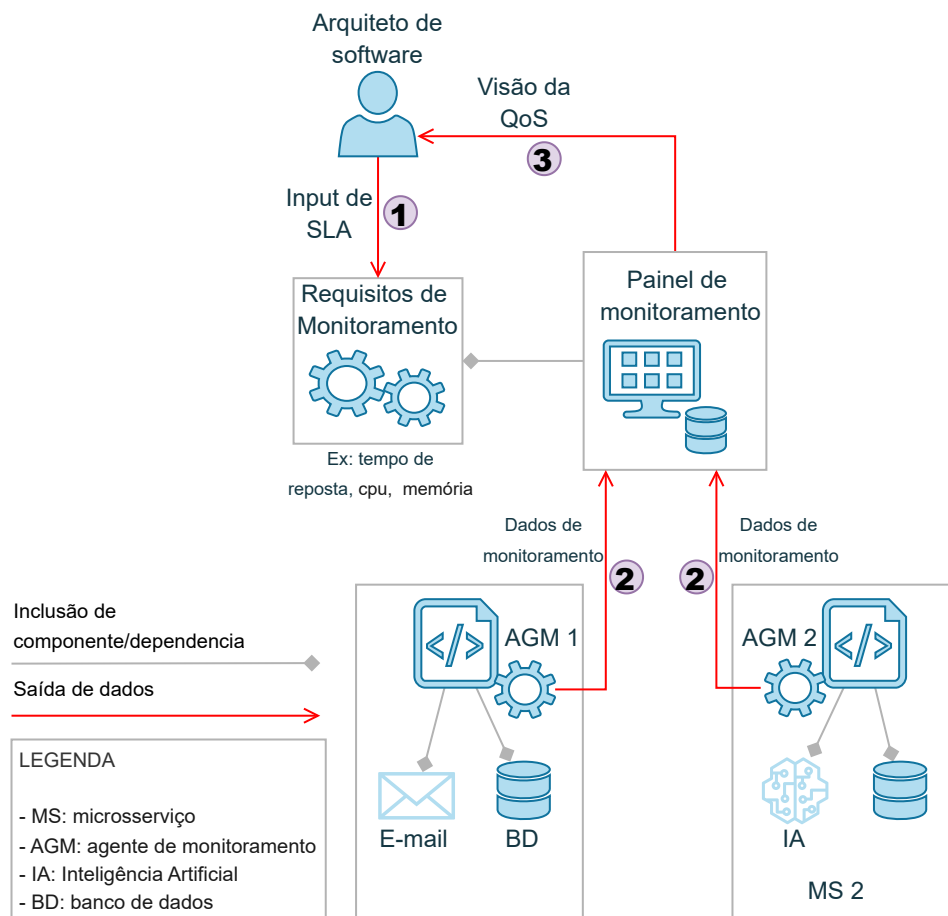 Arquiteto de
software
Visão da
QoS
3
Input de
SLA
1
Requisitos de
Monitoramento
Painel de
monitoramento
Ex: tempo de
reposta, cpu, memória
Dados de
monitoramento
2
Dados de
monitoramento
2
Inclusão de
componente/dependencia
Saída de dados
AGM 1
</>
AGM 2
</>
LEGENDA
- MS: microsserviço
- AGM: agente de monitoramento
- IA: Inteligência Artificial
- BD: banco de dados
E-mail
BD
IA
MS 2